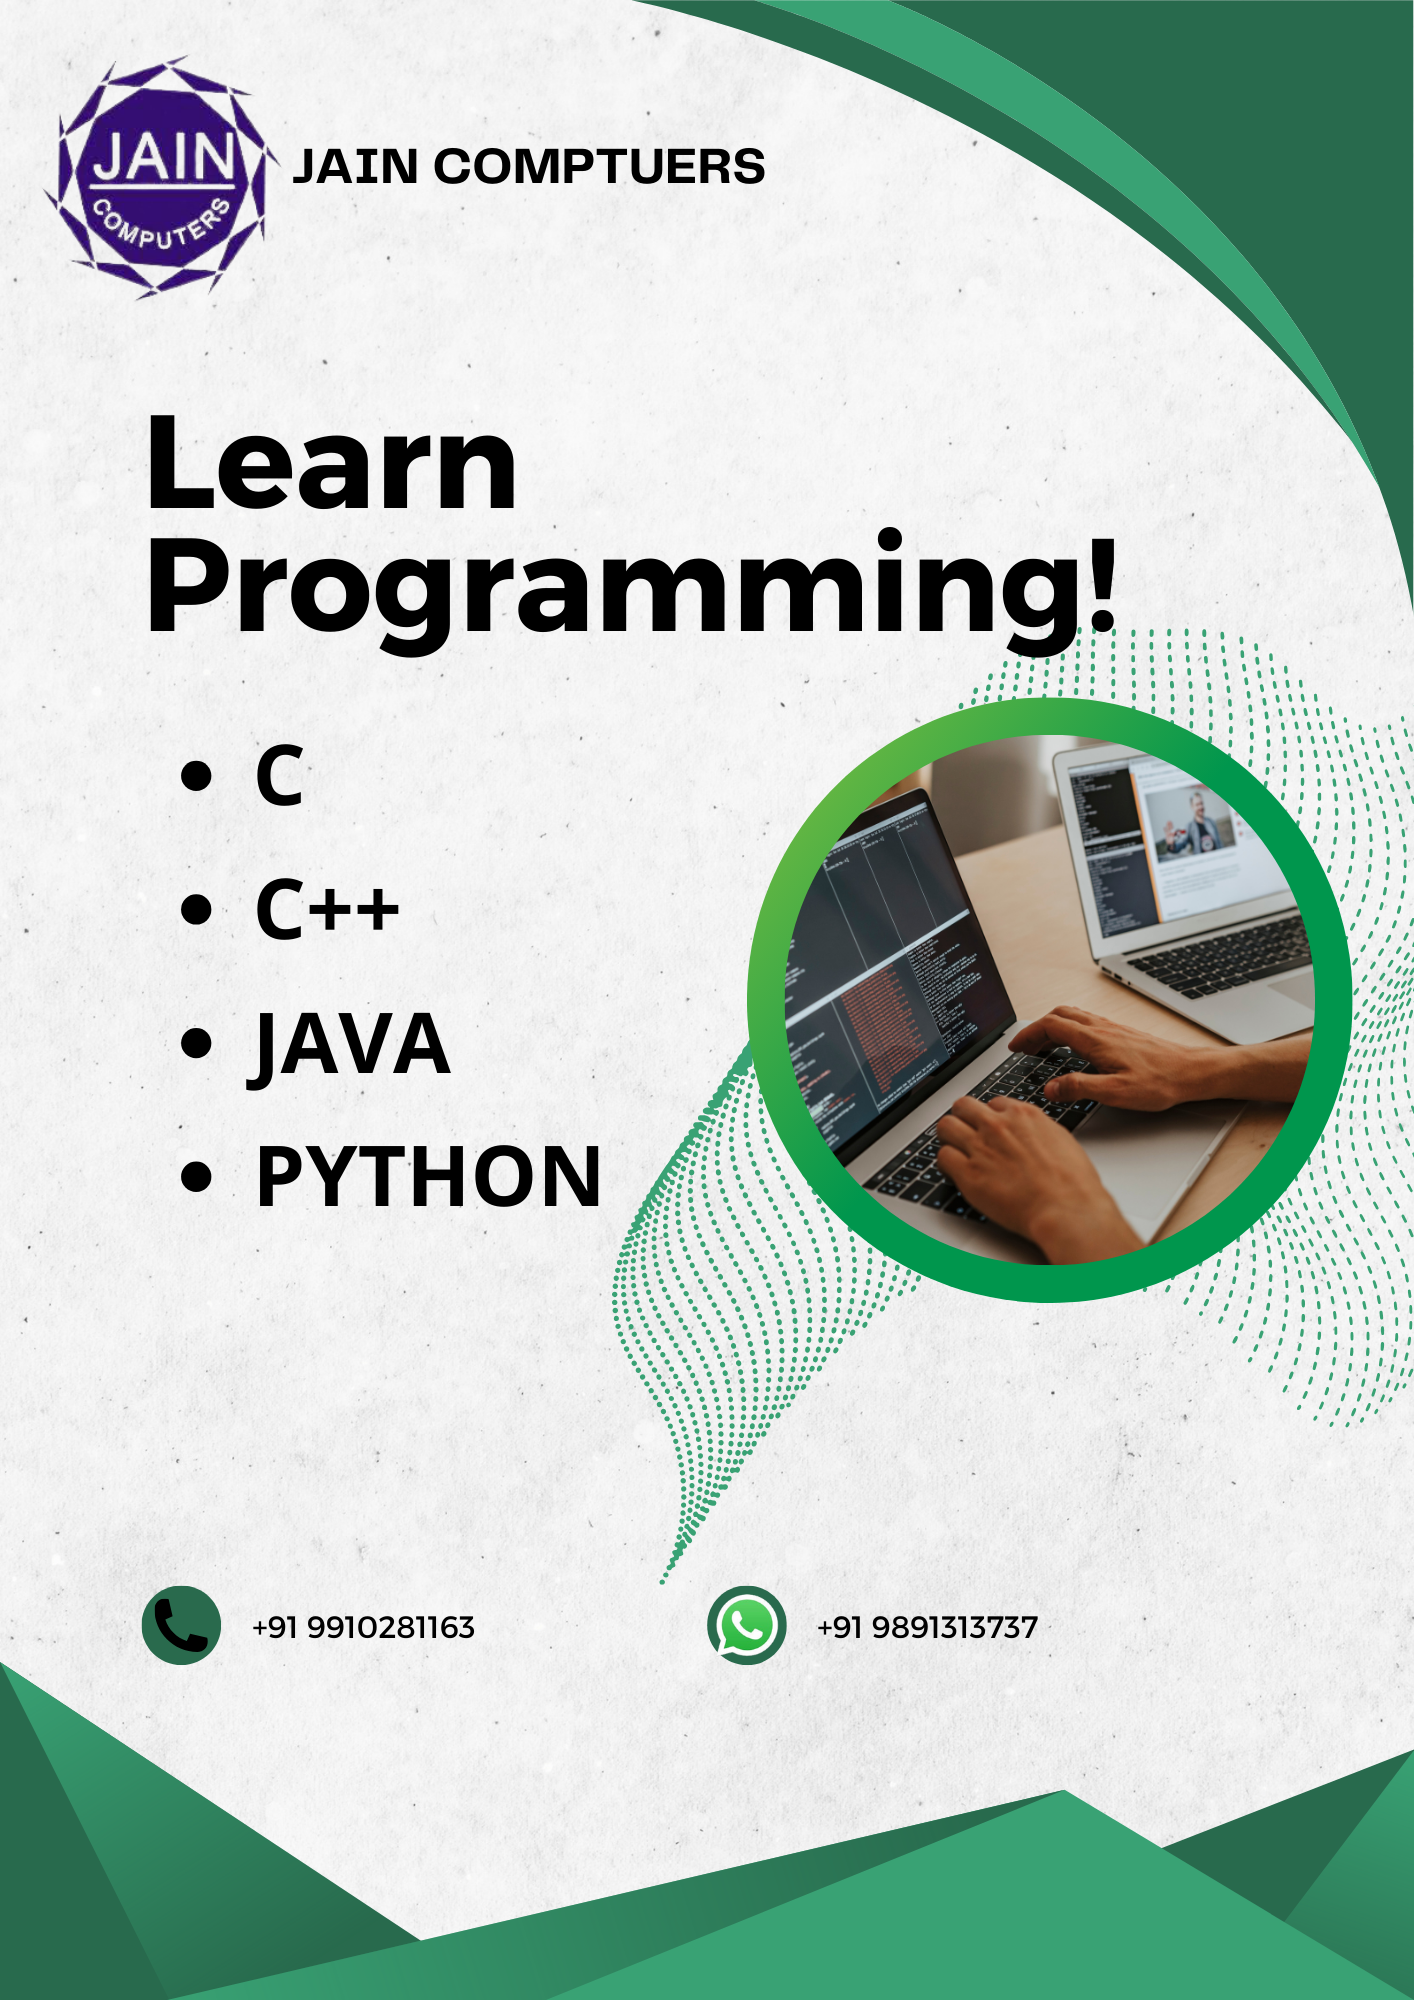 JAIN
COMPUTERS
JAIN COMPTUERS
Learn
Programming!
• C
• C++
• JAVA
• PYTHON
+91 9910281163
+91 9891313737